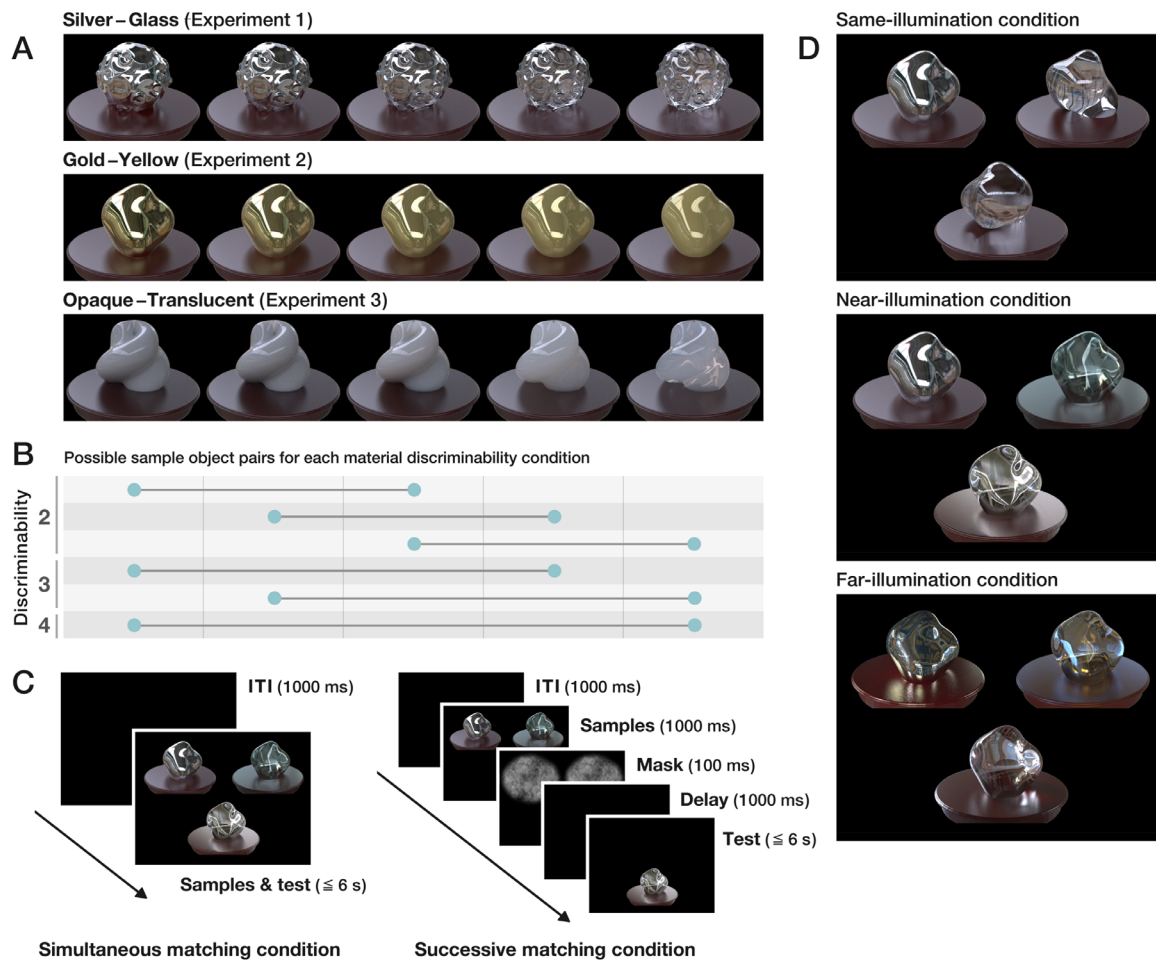 A
Silver – Glass (Experiment 1)
Gold – Yellow (Experiment 2)
Opaque – Translucent (Experiment 3)
B
Possible sample object pairs for each material discriminability condition
Discriminability
2
3
4
C
ITI (1000 ms)
Samples & test (≦ 6 s)
Simultaneous matching condition
ITI (1000 ms)
Samples (1000 ms)
Mask (100 ms)
Delay (1000 ms)
Test (≦ 6 s)
Successive matching condition
D
Same-illumination condition
Near-illumination condition
Far-illumination condition